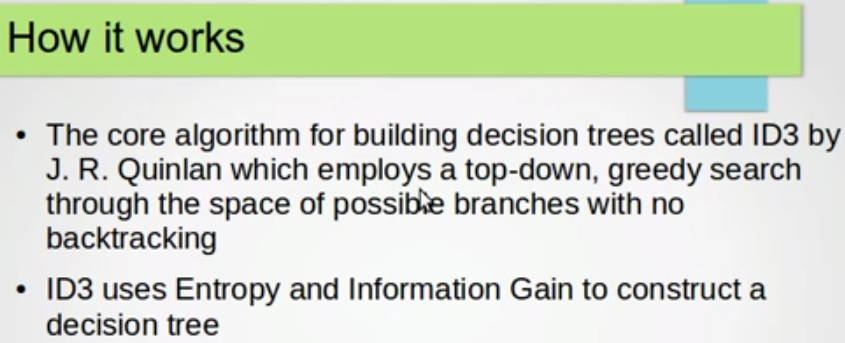 How it works
• The core algorithm for building decision trees called ID3 by
J. R. Quinlan which employs a top-down, greedy search
through the space of possible branches with no
backtracking
• ID3 uses Entropy and Information Gain to construct a
decision tree